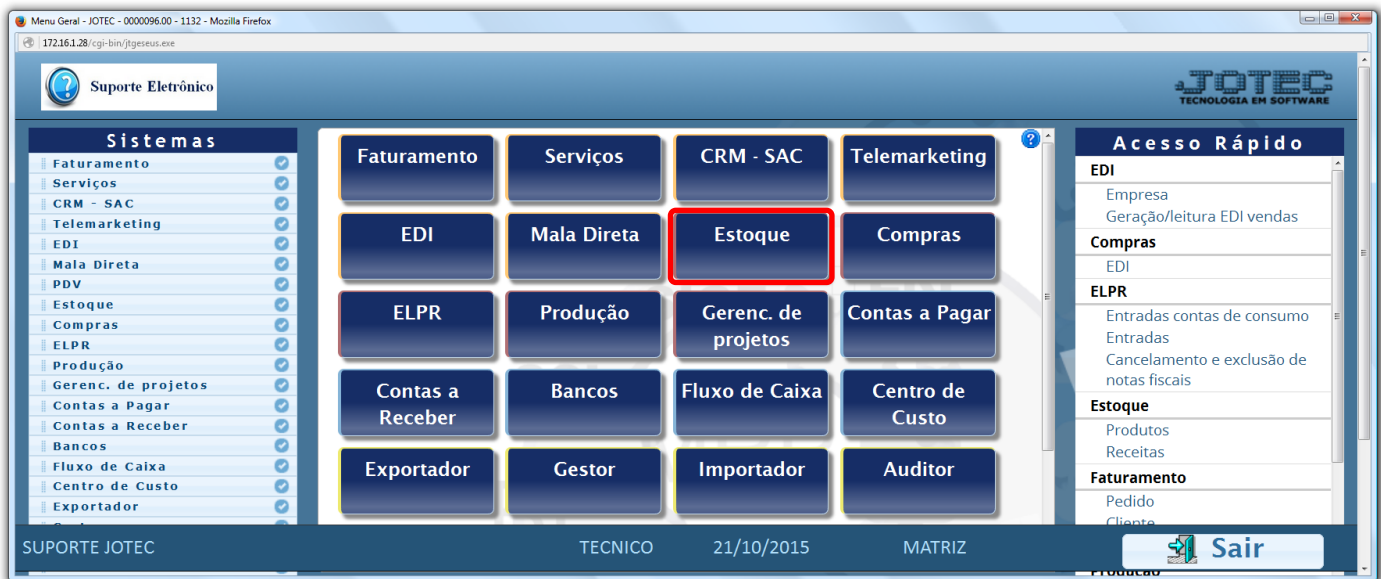 Menu Geral - JOTEC - 0000096.00 - 1132 - Mozilla Firefox
172.16.1.28/cgi-bin/jtgeseus.exe
Suporte Eletrônico
JOTEC
TECNOLOGIA EM SOFTWARE
Sistemas
Faturamento
Serviços
CRM - SAC
Telemarketing
EDI
Mala Direta
PDV
Estoque
Compras
ELPR
Produção
Gerenc. de projetos
Contas a Pagar
Contas a Receber
Bancos
Fluxo de Caixa
Centro de Custo
Exportador
Faturamento
Serviços
CRM - SAC
Telemarketing
EDI
Mala Direta
Estoque
Compras
ELPR
Produção
Gerenc. de
projetos
Contas a Pagar
Contas a
Receber
Bancos
Fluxo de Caixa
Centro de
Custo
Exportador
Gestor
Importador
Auditor
Acesso Rápido
EDI
Empresa
Geração/leitura EDI vendas
Compras
EDI
ELPR
Entradas contas de consumo
Entradas
Cancelamento e exclusão de
notas fiscais
Estoque
Produtos
Receitas
Faturamento
Pedido
Cliente
SUPORTE JOTEC
TECNICO
21/10/2015
MATRIZ
Sair
Produção